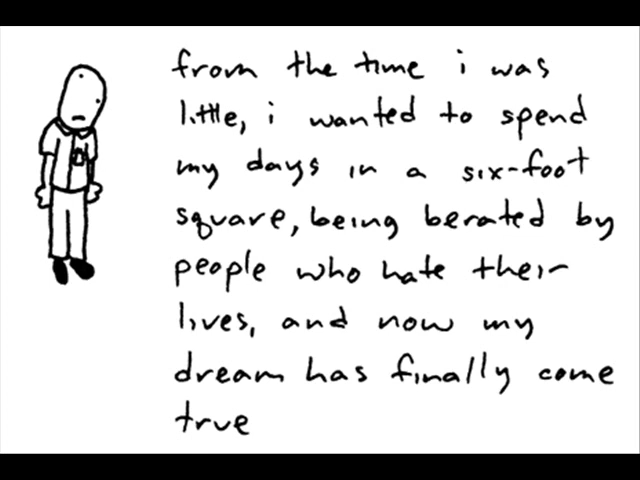 from the time i was
little, i wanted to spend
my days in a six-foot
square, being berated by
people who hate their
lives, and now my
dream has finally come
true